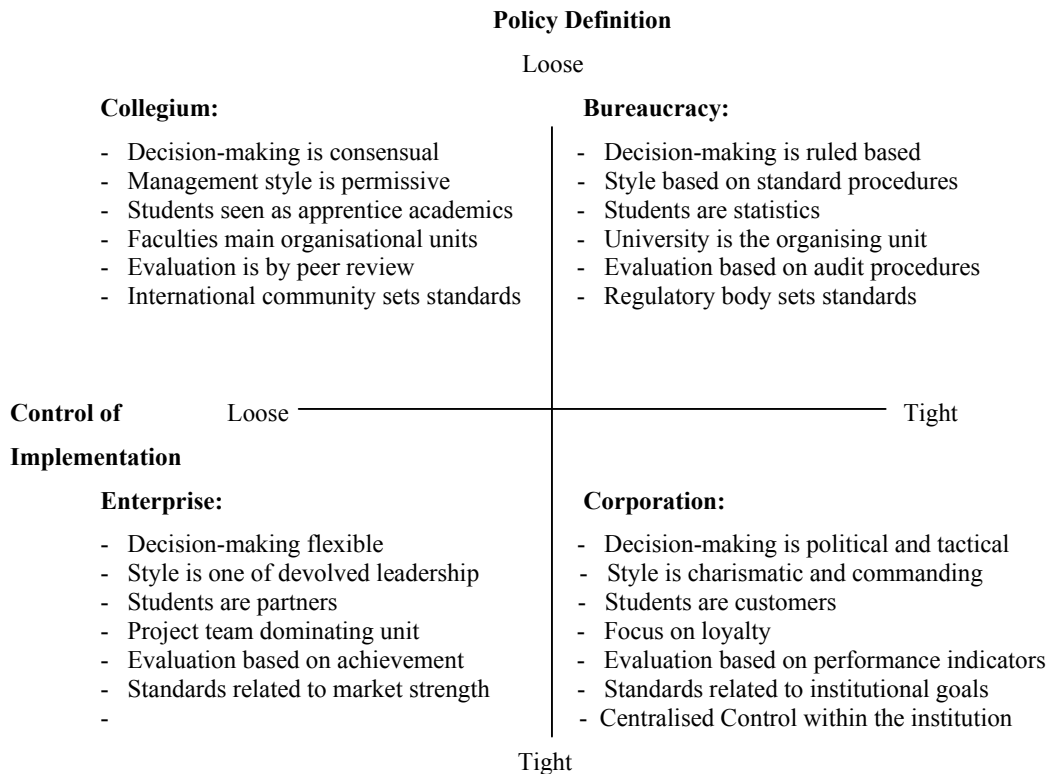 Policy Definition
Loose
Collegium:
- Decision-making is consensual
- Management style is permissive
- Students seen as apprentice academics
- Faculties main organisational units
- Evaluation is by peer review
- International community sets standards
Bureaucracy:
- Decision-making is ruled based
- Style based on standard procedures
- Students are statistics
- University is the organising unit
- Evaluation based on audit procedures
- Regulatory body sets standards
Control of
Implementation
Loose
Tight
Enterprise:
- Decision-making flexible
- Style is one of devolved leadership
- Students are partners
- Project team dominating unit
- Evaluation based on achievement
- Standards related to market strength
-
Corporation:
- Decision-making is political and tactical
- Style is charismatic and commanding
- Students are customers
- Focus on loyalty
- Evaluation based on performance indicators
- Standards related to institutional goals
- Centralised Control within the institution
Tight